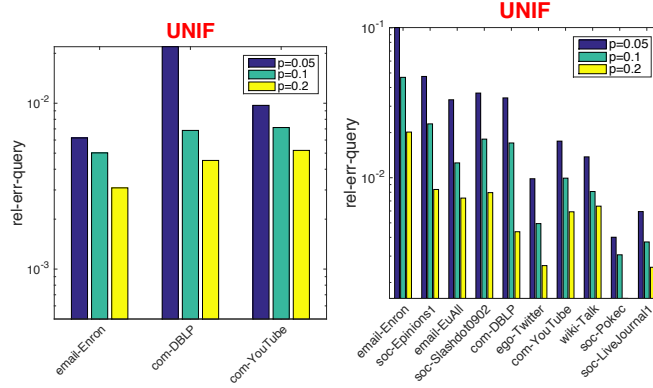 UNIF
rel-err-query
10^-2
10^-3
p=0.05
p=0.1
p=0.2
email-Enron
com-DBLP
com-YouTube
UNIF
rel-err-query
10^-1
10^-2
p=0.05
p=0.1
p=0.2
email-Enron
soc-Epinions1
email-EuAll
soc-Slashdot0902
com-DBLP
ego-Twitter
com-YouTube
wiki-Talk
soc-Pokec
soc-LiveJournal1